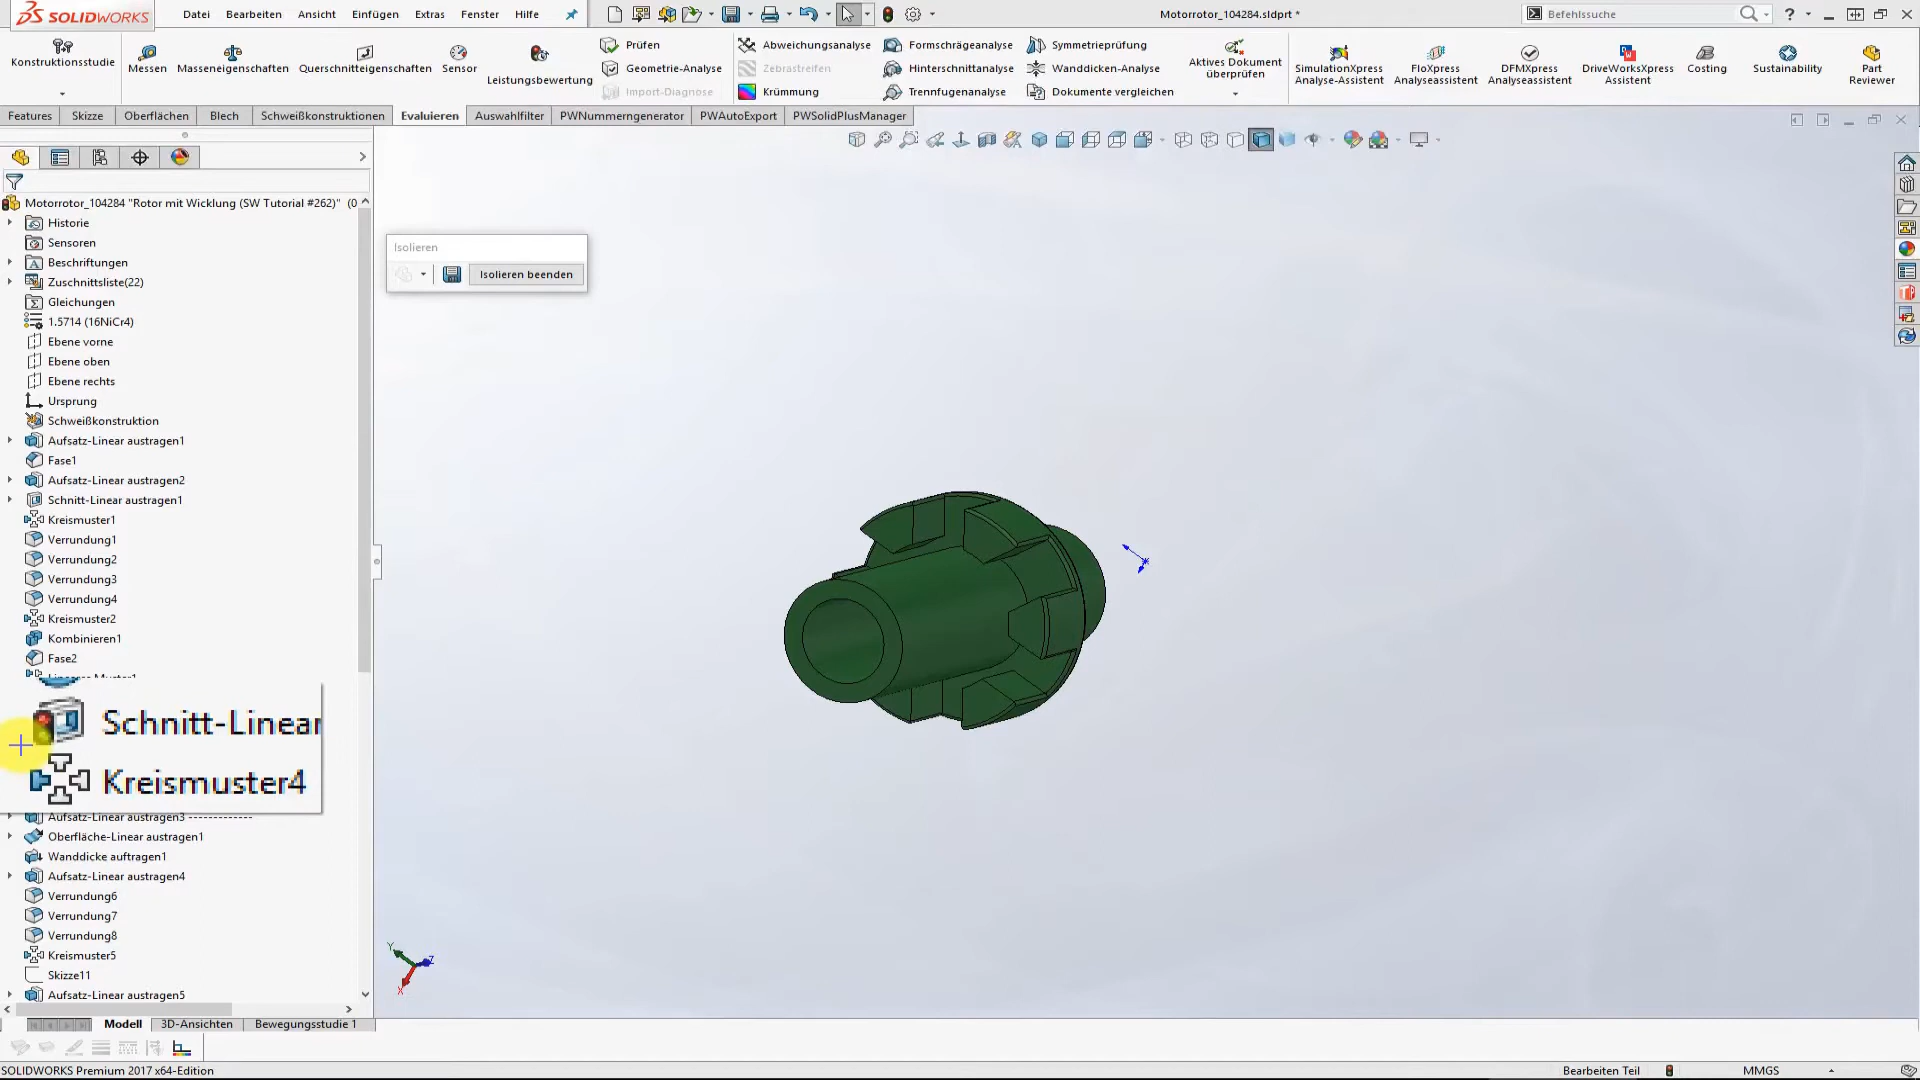 SOLIDWORKS
Datei Bearbeiten Ansicht Einfügen Extras Fenster Hilfe
Motorrotor_104284.sldprt *
Befehlssuche
Konstruktionsstudie
Messen
Masseneigenschaften
Querschnitteigenschaften
Sensor
Leistungsbewertung
Prüfen
Geometrie-Analyse
Import-Diagnose
Abweichungsanalyse
Zebrastreifen
Krümmung
Formschrägeanalyse
Hinterschnittanalyse
Trennfugenanalyse
Symmetrieprüfung
Wanddicken-Analyse
Dokumente vergleichen
Aktives Dokument
überprüfen
SimulationXpress
Analyse-Assistent
FloXpress
Analyseassistent
DFMXpress
Analyseassistent
DriveWorksXpress
Assistent
Costing
Sustainability
Part
Reviewer
Features Skizze Oberflächen Blech Schweißkonstruktionen Evaluieren Auswahlfilter PWNummerngenerator PWAutoExport PWSolidPlusManager
Motorrotor_104284 "Rotor mit Wicklung (SW Tutorial #262)" (0
Historie
Sensoren
Beschriftungen
Zuschnittsliste(22)
Gleichungen
1.5714 (16NiCr4)
Ebene vorne
Ebene oben
Ebene rechts
Ursprung
Schweißkonstruktion
Aufsatz-Linear austragen1
Fase1
Aufsatz-Linear austragen2
Schnitt-Linear austragen1
Kreismuster1
Verrundung1
Verrundung2
Verrundung3
Verrundung4
Kreismuster2
Kombinieren1
Fase2
Lineares Muster1
Schnitt-Linear
Kreismuster4
Aufsatz-Linear austragen3 -------------
Oberfläche-Linear austragen1
Wanddicke auftragen1
Aufsatz-Linear austragen4
Verrundung6
Verrundung7
Verrundung8
Kreismuster5
Skizze11
Aufsatz-Linear austragen5
Isolieren
Isolieren beenden
Y
Z
X
Modell 3D-Ansichten Bewegungsstudie 1
SOLIDWORKS Premium 2017 x64-Edition
Bearbeiten Teil
MMGS